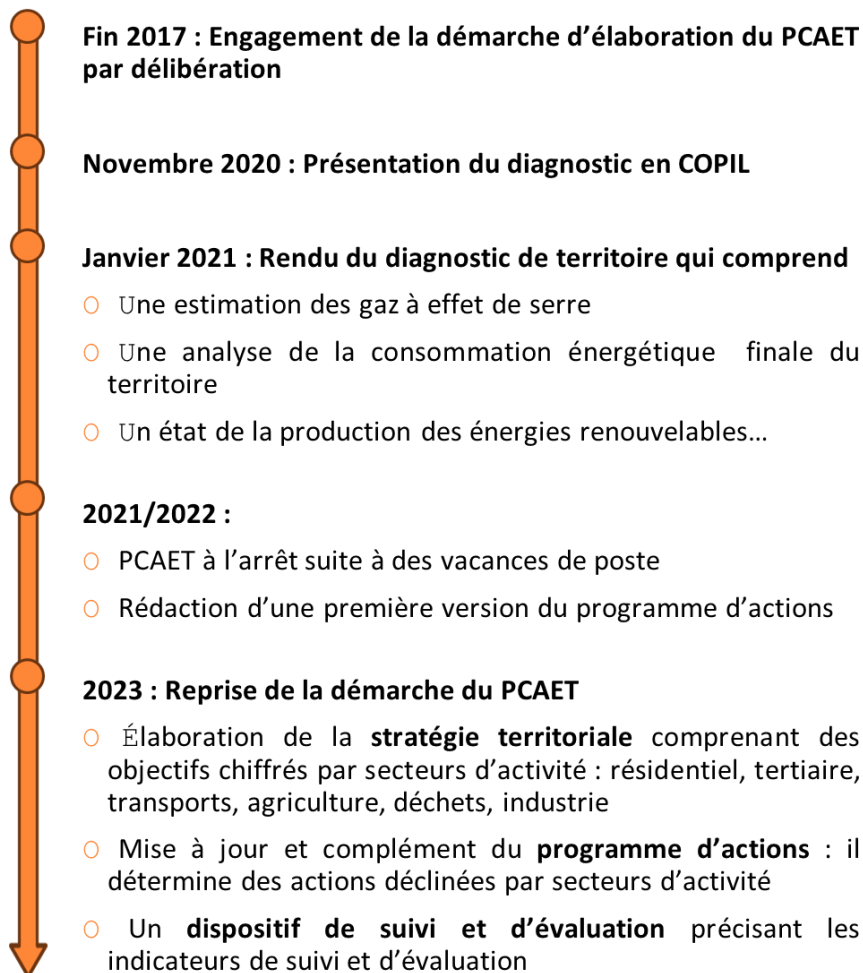 Fin 2017 : Engagement de la démarche d’élaboration du PCAET
par délibération
Novembre 2020 : Présentation du diagnostic en COPIL
Janvier 2021 : Rendu du diagnostic de territoire qui comprend
O Une estimation des gaz à effet de serre
O Une analyse de la consommation énergétique finale du
territoire
O Un état de la production des énergies renouvelables…
2021/2022 :
O PCAET à l’arrêt suite à des vacances de poste
O Rédaction d’une première version du programme d’actions
2023 : Reprise de la démarche du PCAET
O Élaboration de la stratégie territoriale comprenant des
objectifs chiffrés par secteurs d’activité : résidentiel, tertiaire,
transports, agriculture, déchets, industrie
O Mise à jour et complément du programme d’actions : il
détermine des actions déclinées par secteurs d’activité
O Un dispositif de suivi et d’évaluation précisant les
indicateurs de suivi et d’évaluation